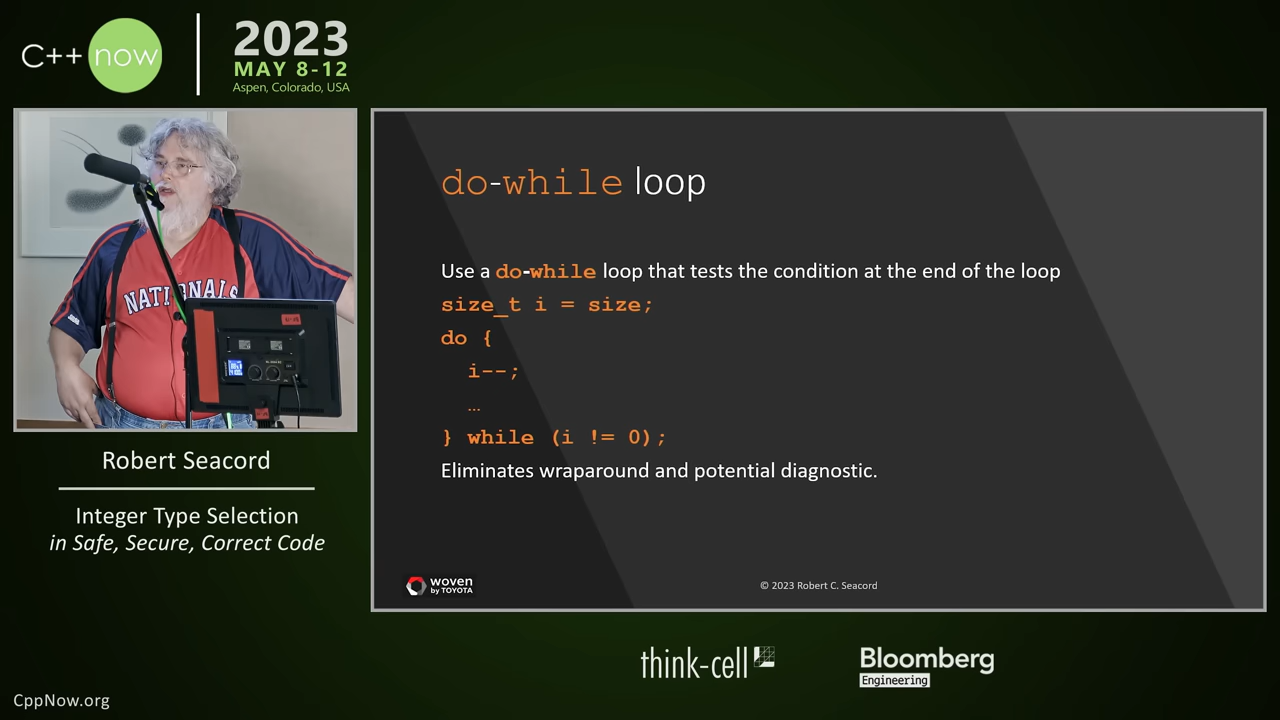 C++ now
2023
MAY 8-12
Aspen, Colorado, USA
NATIONALS
Robert Seacord
Integer Type Selection
in Safe, Secure, Correct Code
do-while loop
Use a do-while loop that tests the condition at the end of the loop
size_t i = size;
do {
i--;
…
} while (i != 0);
Eliminates wraparound and potential diagnostic.
woven
by TOYOTA
© 2023 Robert C. Seacord
think-cell
Bloomberg
Engineering
CppNow.org